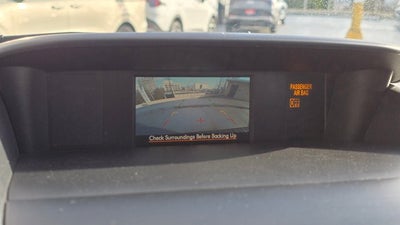 Check Surroundings Before Backing Up
PASSENGER
AIR BAG
OFF